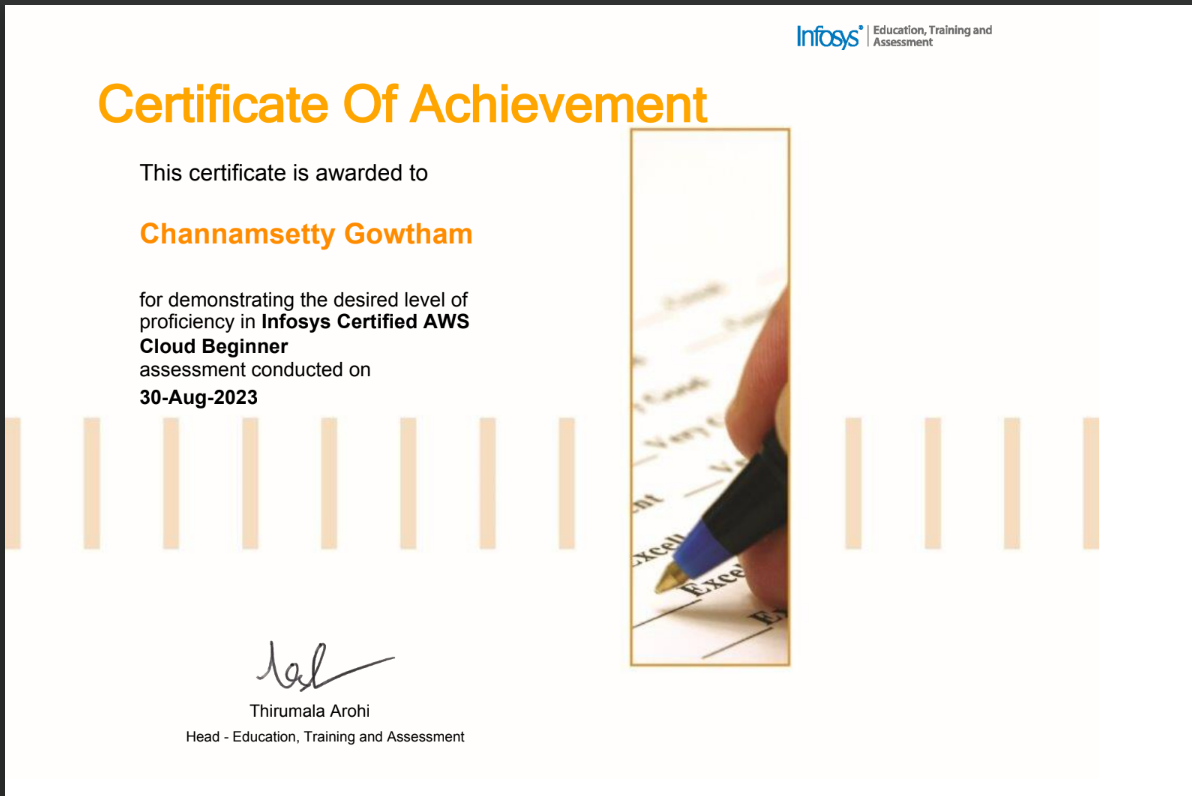 Infosys® | Education, Training and
Assessment
Certificate Of Achievement
This certificate is awarded to
Channamsetty Gowtham
for demonstrating the desired level of
proficiency in Infosys Certified AWS
Cloud Beginner
assessment conducted on
30-Aug-2023
Very
Thirumala Arohi
Head - Education, Training and Assessment